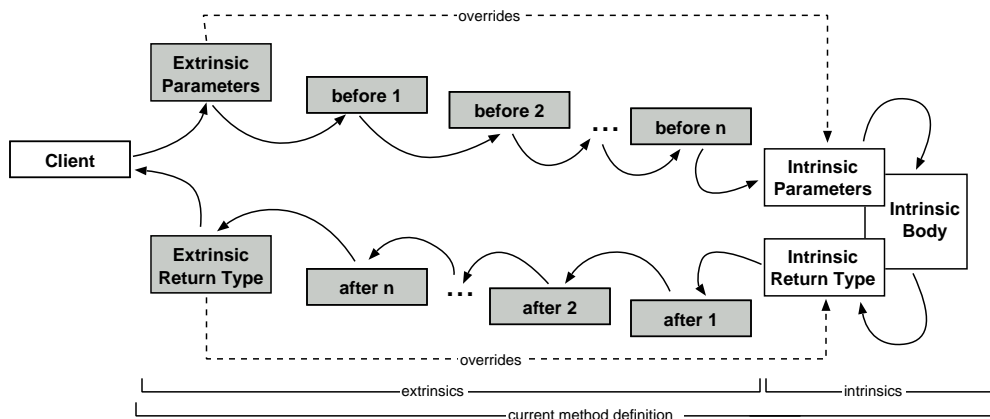 overrides
Extrinsic
Parameters
before 1
before 2
...
before n
Client
Intrinsic
Parameters
Intrinsic
Body
Extrinsic
Return Type
after n
...
after 2
after 1
Intrinsic
Return Type
overrides
extrinsics
intrinsics
current method definition